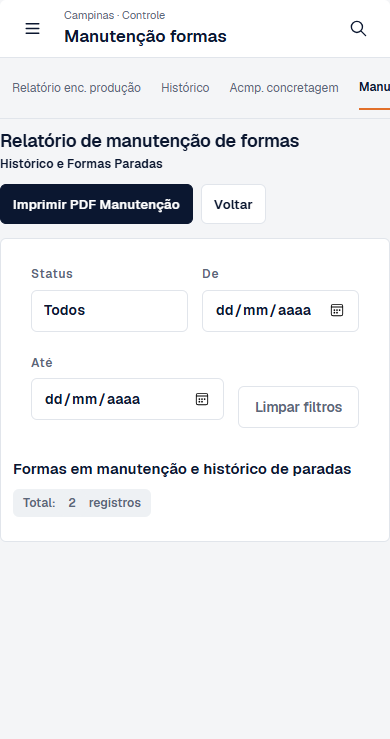 Campinas · Controle
Manutenção formas
Relatório enc. produção Histórico Acmp. concretagem Manu
Relatório de manutenção de formas
Histórico e Formas Paradas
Imprimir PDF Manutenção Voltar
Status De
Todos dd/mm/aaaa
Até
dd/mm/aaaa Limpar filtros
Formas em manutenção e histórico de paradas
Total: 2 registros